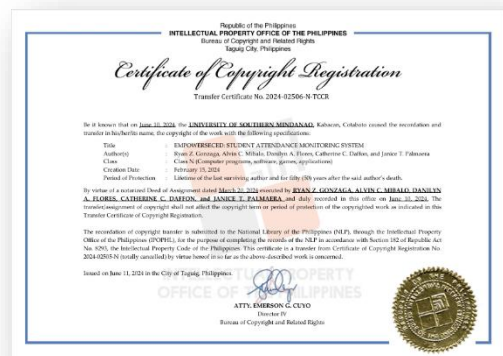 Republic of the Philippines
INTELLECTUAL PROPERTY OFFICE OF THE PHILIPPINES
Bureau of Copyright and Related Rights
Taguig City, Philippines
Certificate of Copyright Registration
Transfer Certificate No. 2024-02506-N-TCCR
Be it known that on June 10, 2024, the UNIVERSITY OF SOUTHERN MINDANAO, Kabacan, Cotabato caused the recordation and
transfer in his/her/its name, the copyright of the work with the following specifications:
Title : EMPOWERSECED: STUDENT ATTENDANCE MONITORING SYSTEM
Author(s) : Ryan Z. Gonzaga, Alvin C. Mibalo, Danilyn A. Flores, Catherine C. Daffon, and Janice T. Palmaera
Class : Class N (Computer programs, software, games, applications)
Creation Date : February 15, 2024
Period of Protection : Lifetime of the last surviving author and for fifty (50) years after the said author's death.
By virtue of a notarized Deed of Assignment dated March 20, 2024 executed by RYAN Z. GONZAGA, ALVIN C. MIBALO, DANILYN
A. FLORES, CATHERINE C. DAFFON, and JANICE T. PALMAERA and duly recorded in this office on June 10, 2024. The
transfer/assignment of copyright shall not affect the copyright term or period of protection of the copyrighted work as indicated in this
Transfer Certificate of Copyright Registration.
The recordation of copyright transfer is submitted to the National Library of the Philippines (NLP), through the Intellectual Property
Office of the Philippines (IPOPHL), for the purpose of completing the records of the NLP in accordance with Section 182 of Republic Act
No. 8293, the Intellectual Property Code of the Philippines. This certificate is a transfer from Certificate of Copyright Registration No.
2024-02505-N (totally cancelled) by virtue hereof in so far as the above-described work is concerned.
Issued on June 11, 2024 in the City of Taguig, Philippines.
PROPERTY
OFFICE OF THE PHILIPPINES
ATTY. EMERSON G. CUYO
Director IV
Bureau of Copyright and Related Rights